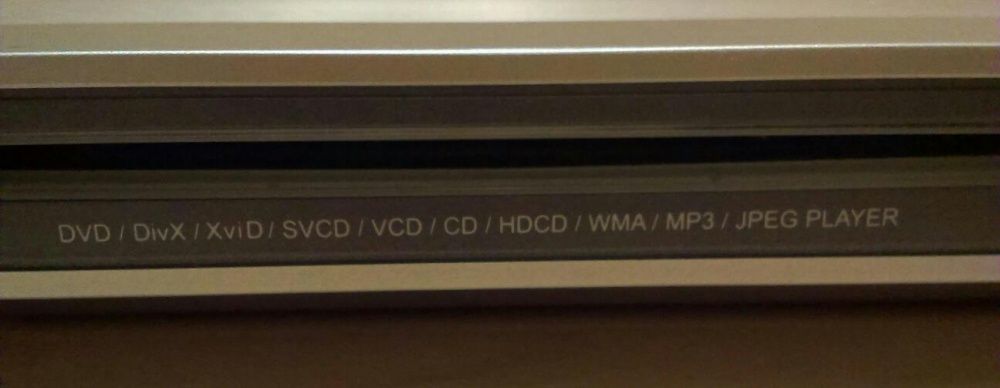 DVD / DivX / XviD / SVCD / VCD / CD / HDCD / WMA / MP3 / JPEG PLAYER